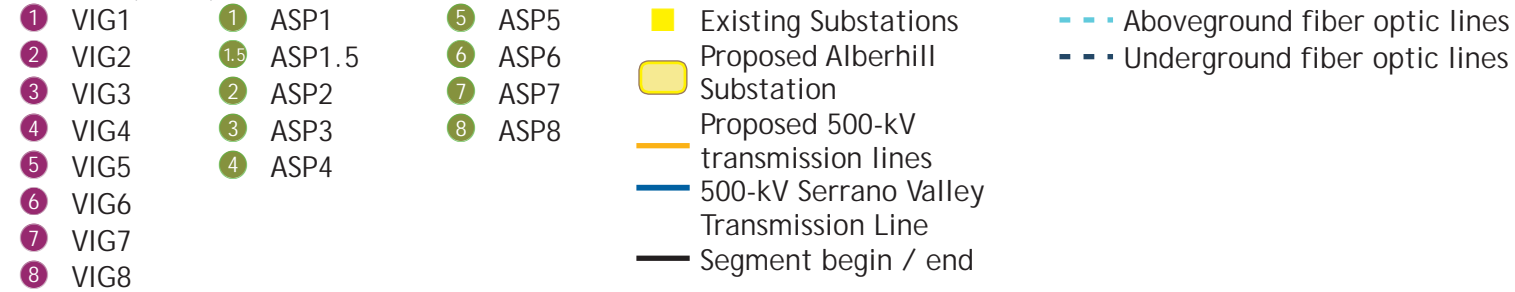 1 VIG1
2 VIG2
3 VIG3
4 VIG4
5 VIG5
6 VIG6
7 VIG7
8 VIG8
1 ASP1
1.5 ASP1.5
2 ASP2
3 ASP3
4 ASP4
5 ASP5
6 ASP6
7 ASP7
8 ASP8
Existing Substations
Proposed Alberhill
Substation
Proposed 500-kV
transmission lines
500-kV Serrano Valley
Transmission Line
Segment begin / end
Aboveground fiber optic lines
Underground fiber optic lines